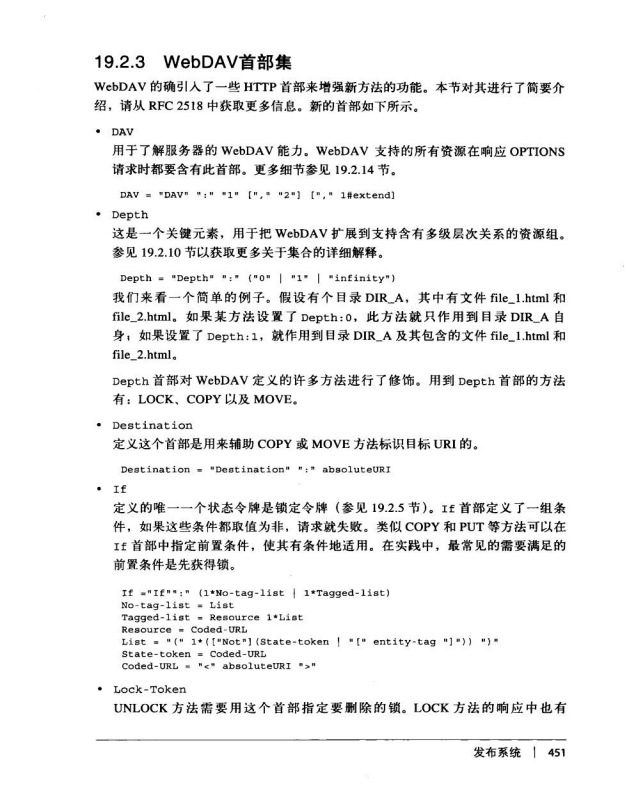 19.2.3 WebDAV首部集
WebDAV 的确引入了一些 HTTP 首部来增强新方法的功能。本节对其进行了简要介
绍，请从 RFC 2518 中获取更多信息。新的首部如下所示。
• DAV
用于了解服务器的 WebDAV 能力。WebDAV 支持的所有资源在响应 OPTIONS
请求时都要含有此首部。更多细节参见 19.2.14 节。
DAV = "DAV" ":" "1" ["," "2"] ["," 1#extend]
• Depth
这是一个关键元素，用于把 WebDAV 扩展到支持含有多级层次关系的资源组。
参见 19.2.10 节以获取更多关于集合的详细解释。
Depth = "Depth" ":" ("0" | "1" | "infinity")
我们来看一个简单的例子。假设有个目录 DIR_A，其中有文件 file_1.html 和
file_2.html。如果某方法设置了 Depth:0，此方法就只作用到目录 DIR_A 自
身；如果设置了 Depth:1，就作用到目录 DIR_A 及其包含的文件 file_1.html 和
file_2.html。
Depth 首部对 WebDAV 定义的许多方法进行了修饰。用到 Depth 首部的方法
有：LOCK、COPY 以及 MOVE。
• Destination
定义这个首部是用来辅助 COPY 或 MOVE 方法标识目标 URI 的。
Destination = "Destination" ":" absoluteURI
• If
定义的唯一一个状态令牌是锁定令牌（参见 19.2.5 节）。If 首部定义了一组条
件，如果这些条件都取值为非，请求就失败。类似 COPY 和 PUT 等方法可以在
If 首部中指定前置条件，使其有条件地适用。在实践中，最常见的需要满足的
前置条件是先获得锁。
If ="If"":" (1*No-tag-list | 1*Tagged-list)
No-tag-list = List
Tagged-list = Resource 1*List
Resource = Coded-URL
List = "(" 1*(["Not"](State-token | "[" entity-tag "]")) ")"
State-token = Coded-URL
Coded-URL = "<" absoluteURI ">"
• Lock-Token
UNLOCK 方法需要用这个首部指定要删除的锁。LOCK 方法的响应中也有
发布系统 | 451